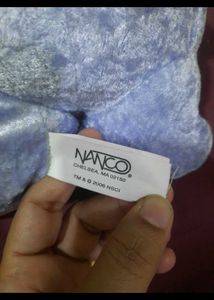 NANCO®
CHELSEA, MA 02150
TM & © 2006 NSCI